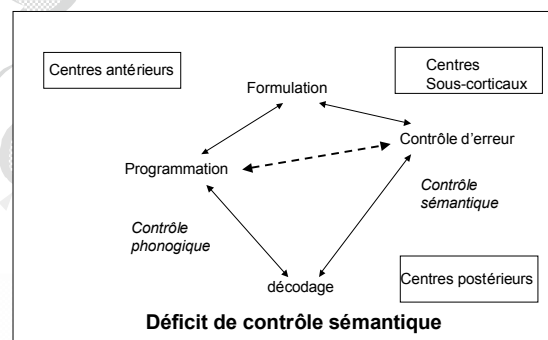 Centres antérieurs
Centres
Sous-corticaux
Formulation
Contrôle d'erreur
Programmation
Contrôle
sémantique
Contrôle
phonogique
Centres postérieurs
décodage
Déficit de contrôle sémantique